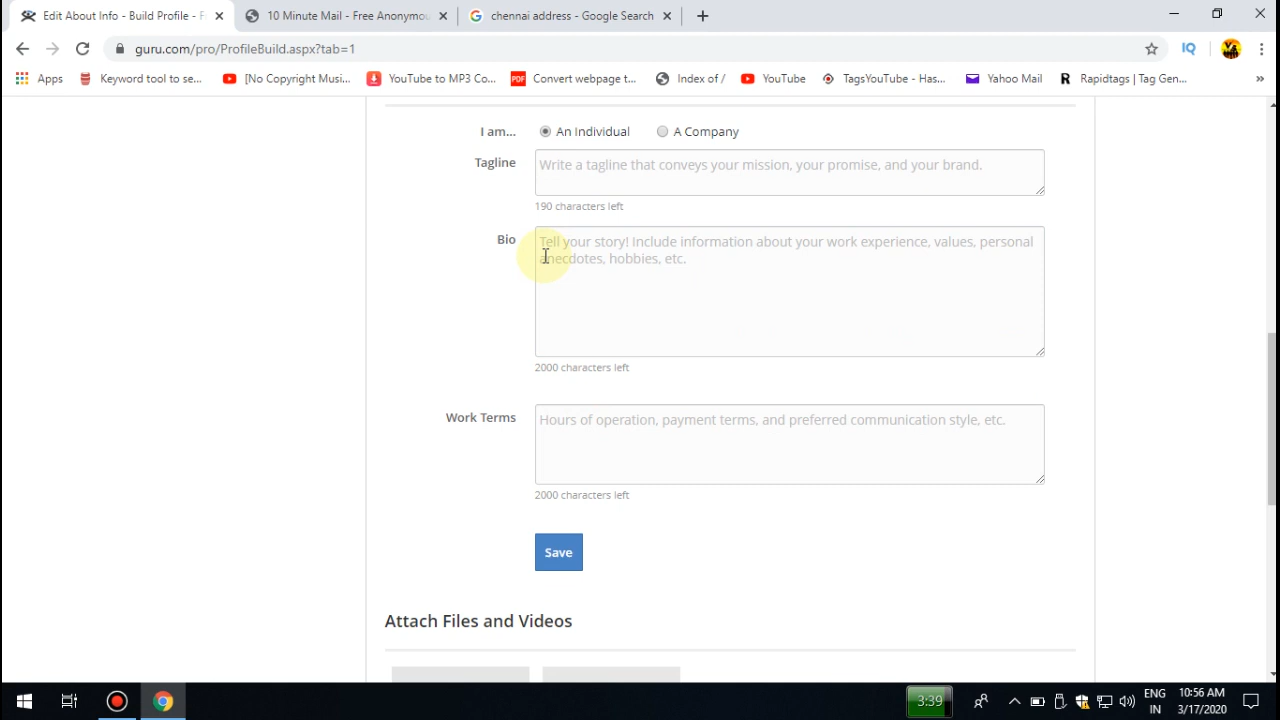 Edit About Info - Build Profile - F
10 Minute Mail - Free Anonymou
chennai address - Google Search
guru.com/pro/ProfileBuild.aspx?tab=1
IQ
Apps
Keyword tool to se...
[No Copyright Musi...
YouTube to MP3 Co...
PDF
Convert webpage t...
Index of /
YouTube
TagsYouTube - Has...
Yahoo Mail
R
Rapidtags | Tag Gen...
»
I am...
An Individual
A Company
Tagline
Write a tagline that conveys your mission, your promise, and your brand.
190 characters left
Bio
Tell your story! Include information about your work experience, values, personal
anecdotes, hobbies, etc.
2000 characters left
Work Terms
Hours of operation, payment terms, and preferred communication style, etc.
2000 characters left
Save
Attach Files and Videos
3:39
ENG
IN
10:56 AM
3/17/2020